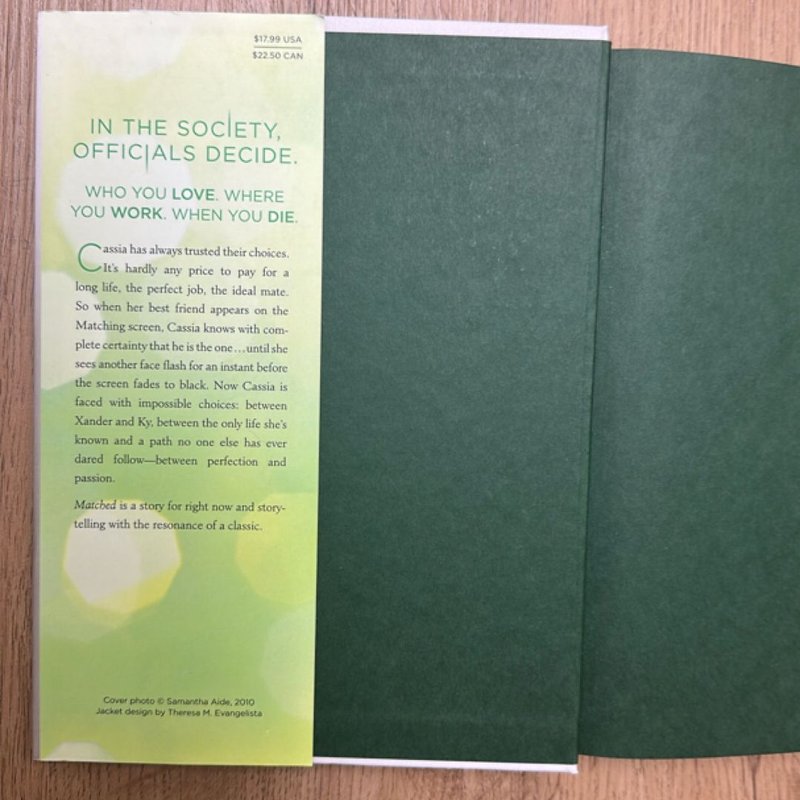 $17.99 USA
$22.50 CAN
IN THE SOCIETY,
OFFICIALS DECIDE.
WHO YOU LOVE. WHERE
YOU WORK. WHEN YOU DIE.
Cassia has always trusted their choices.
It's hardly any price to pay for a
long life, the perfect job, the ideal mate.
So when her best friend appears on the
Matching screen, Cassia knows with com-
plete certainty that he is the one...until she
sees another face flash for an instant before
the screen fades to black. Now Cassia is
faced with impossible choices: between
Xander and Ky, between the only life she's
known and a path no one else has ever
dared follow—between perfection and
passion.
Matched is a story for right now and story-
telling with the resonance of a classic.
Cover photo © Samantha Aide, 2010
Jacket design by Theresa M. Evangelista